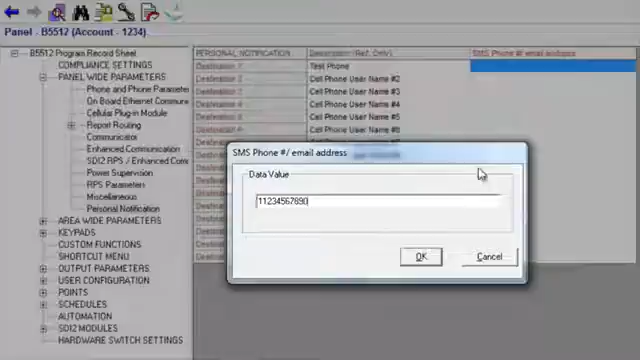 Panel - B5512 (Account - 1234)
B5512 Program Record Sheet
COMPLIANCE SETTINGS
PANEL WIDE PARAMETERS
Phone and Phone Paramete
On Board Ethernet Commun
Cellular Plug-in Module
Report Routing
Communicator
Enhanced Communication
SDI2 RPS / Enhanced Com
Power Supervision
RPS Parameters
Miscellaneous
Personal Notification
AREA WIDE PARAMETERS
KEYPADS
CUSTOM FUNCTIONS
SHORTCUT MENU
OUTPUT PARAMETERS
USER CONFIGURATION
POINTS
SCHEDULES
AUTOMATION
SDI2 MODULES
HARDWARE SETTINGS
PERSONAL NOTIFICATION Description (Ref. Only) SMS Phone #/ email address
Destination 1 Test Phone
Destination 2 Cell Phone User Name #2
Destination 3 Cell Phone User Name #3
Destination 4 Cell Phone User Name #4
Destination 5 Cell Phone User Name #5
Destination 6 Cell Phone User Name #6
SMS Phone #/ email address
Data Value
11234567890
OK Cancel